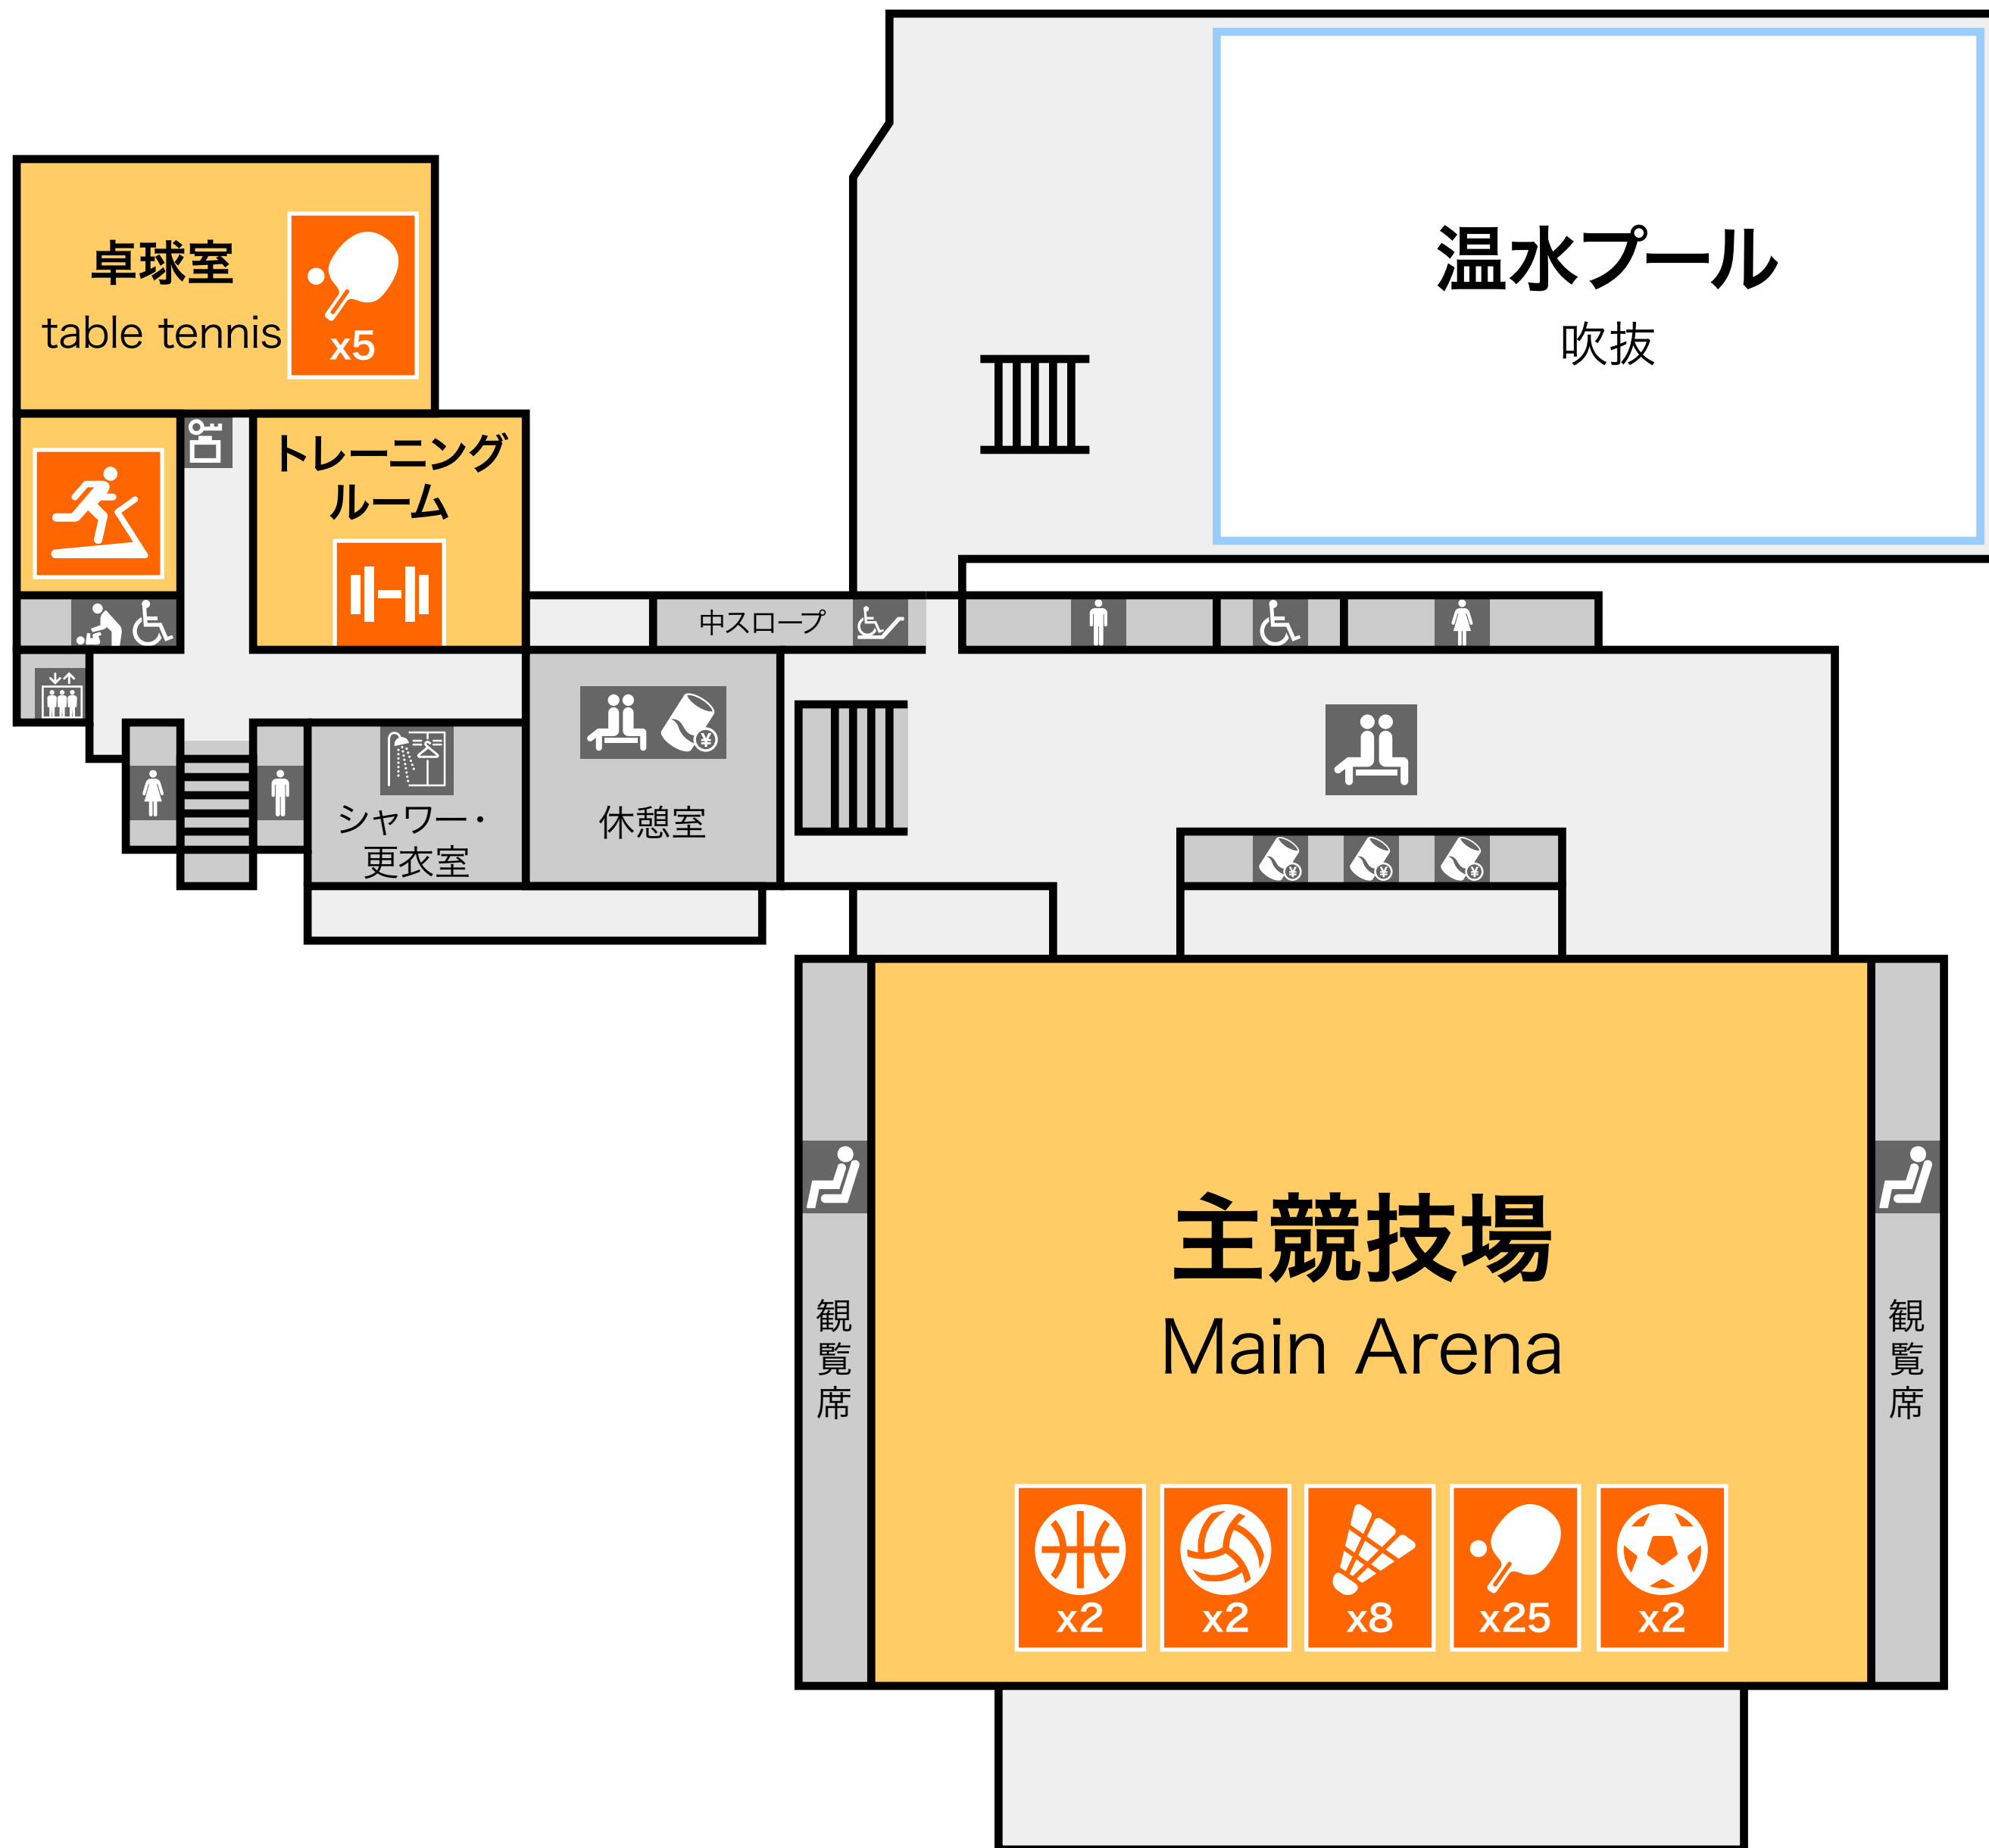 温水プール
吹抜
卓球室
table tennis
x5
トレーニング
ルーム
中スロープ
シャワー・
更衣室
休憩室
¥
¥
¥
¥
主競技場
Main Arena
観覧席
観覧席
x2
x2
x8
x25
x2